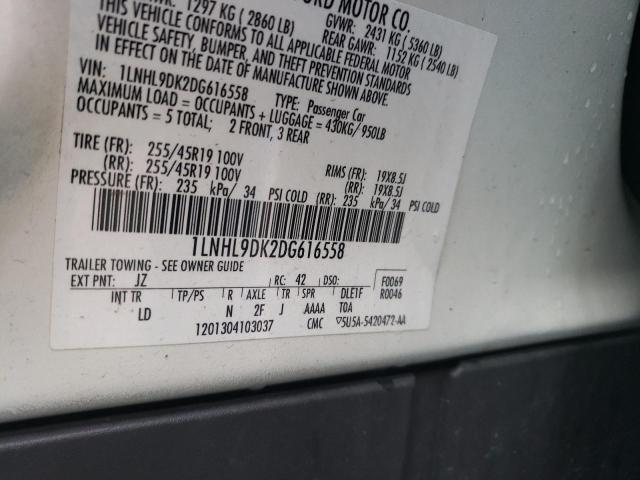 FORD MOTOR CO.
1297 KG ( 2860 LB)
GVWR: 2431 KG ( 5360 LB)
REAR GAWR: 1152 KG ( 2540 LB)
THIS VEHICLE CONFORMS TO ALL APPLICABLE FEDERAL MOTOR
VEHICLE SAFETY, BUMPER, AND THEFT PREVENTION STANDARDS
IN EFFECT ON THE DATE OF MANUFACTURE SHOWN ABOVE.
VIN: 1LNHL9DK2DG616558
TYPE: Passenger Car
MAXIMUM LOAD = OCCUPANTS + LUGGAGE = 430KG/950LB
OCCUPANTS = 5 TOTAL; 2 FRONT, 3 REAR
TIRE (FR): 255/45R19 100V RIMS (FR): 19X8.5J
(RR): 255/45R19 100V (RR): 19X8.5J
PRESSURE (FR): 235 kPa/ 34 PSI COLD (RR): 235 kPa/ 34 PSI COLD
1LNHL9DK2DG616558
TRAILER TOWING - SEE OWNER GUIDE
EXT PNT: JZ RC: 42 DSO: F0069
INT TR TP/PS R AXLE TR SPR DLETF R0046
LD N 2F J AAAA T0A
1201304103037 CMC ▽5U5A-5420472-AA